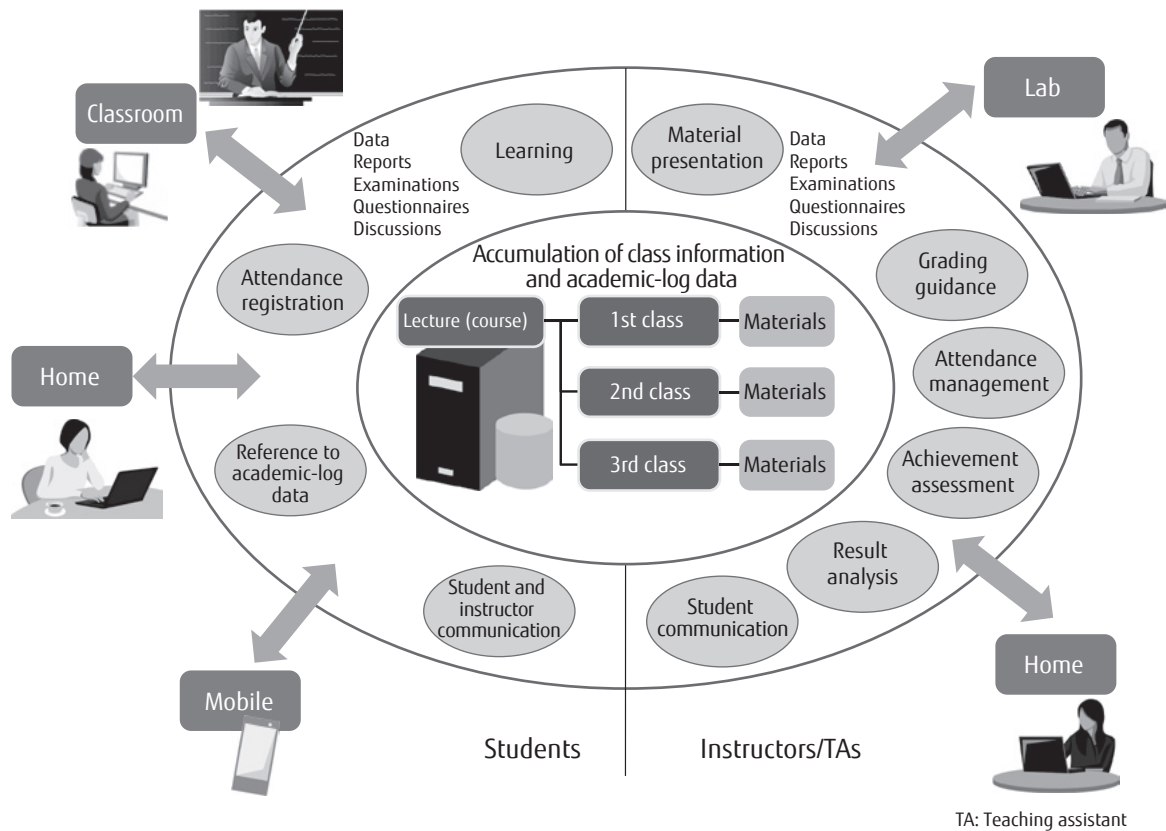 Classroom
Data
Reports
Examinations
Questionnaires
Discussions
Learning
Attendance
registration
Home
Reference to
academic-log
data
Mobile
Student and
instructor
communication
Students
Accumulation of class information
and academic-log data
Lecture (course)
1st class
Materials
2nd class
Materials
3rd class
Materials
Material
presentation
Data
Reports
Examinations
Questionnaires
Discussions
Lab
Grading
guidance
Attendance
management
Achievement
assessment
Result
analysis
Student
communication
Home
Instructors/TAs
TA: Teaching assistant